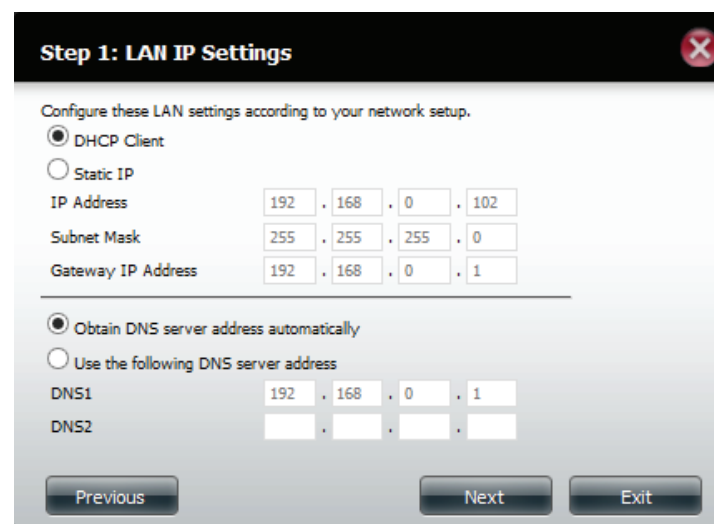 Step 1: LAN IP Settings
Configure these LAN settings according to your network setup.
DHCP Client
Static IP
IP Address 192 . 168 . 0 . 102
Subnet Mask 255 . 255 . 255 . 0
Gateway IP Address 192 . 168 . 0 . 1
Obtain DNS server address automatically
Use the following DNS server address
DNS1 192 . 168 . 0 . 1
DNS2 . . .
Previous Next Exit